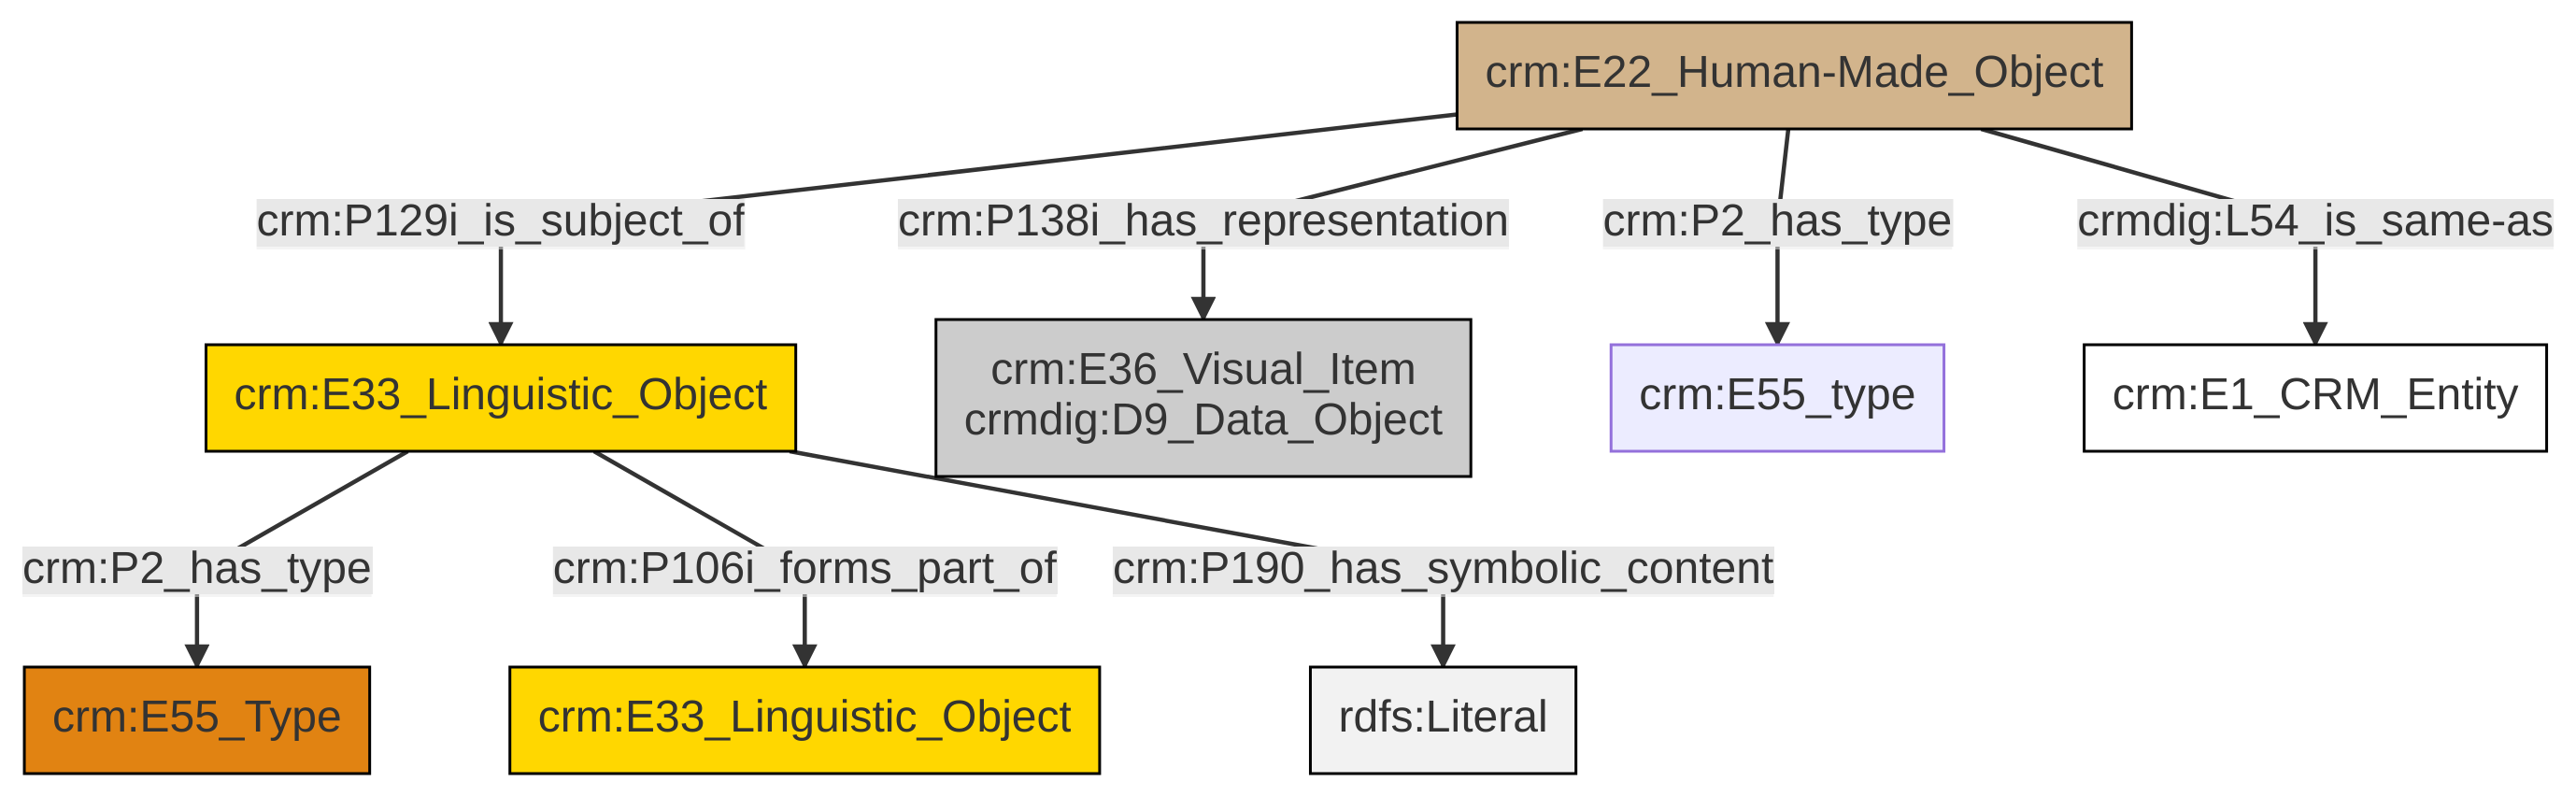 crm:E22_Human-Made_Object
crm:P129i_is_subject_of
crm:P138i_has_representation
crm:P2_has_type
crmdig:L54_is_same-as
crm:E33_Linguistic_Object
crm:E36_Visual_Item
crmdig:D9_Data_Object
crm:E55_type
crm:E1_CRM_Entity
crm:P2_has_type
crm:P106i_forms_part_of
crm:P190_has_symbolic_content
crm:E55_Type
crm:E33_Linguistic_Object
rdfs:Literal